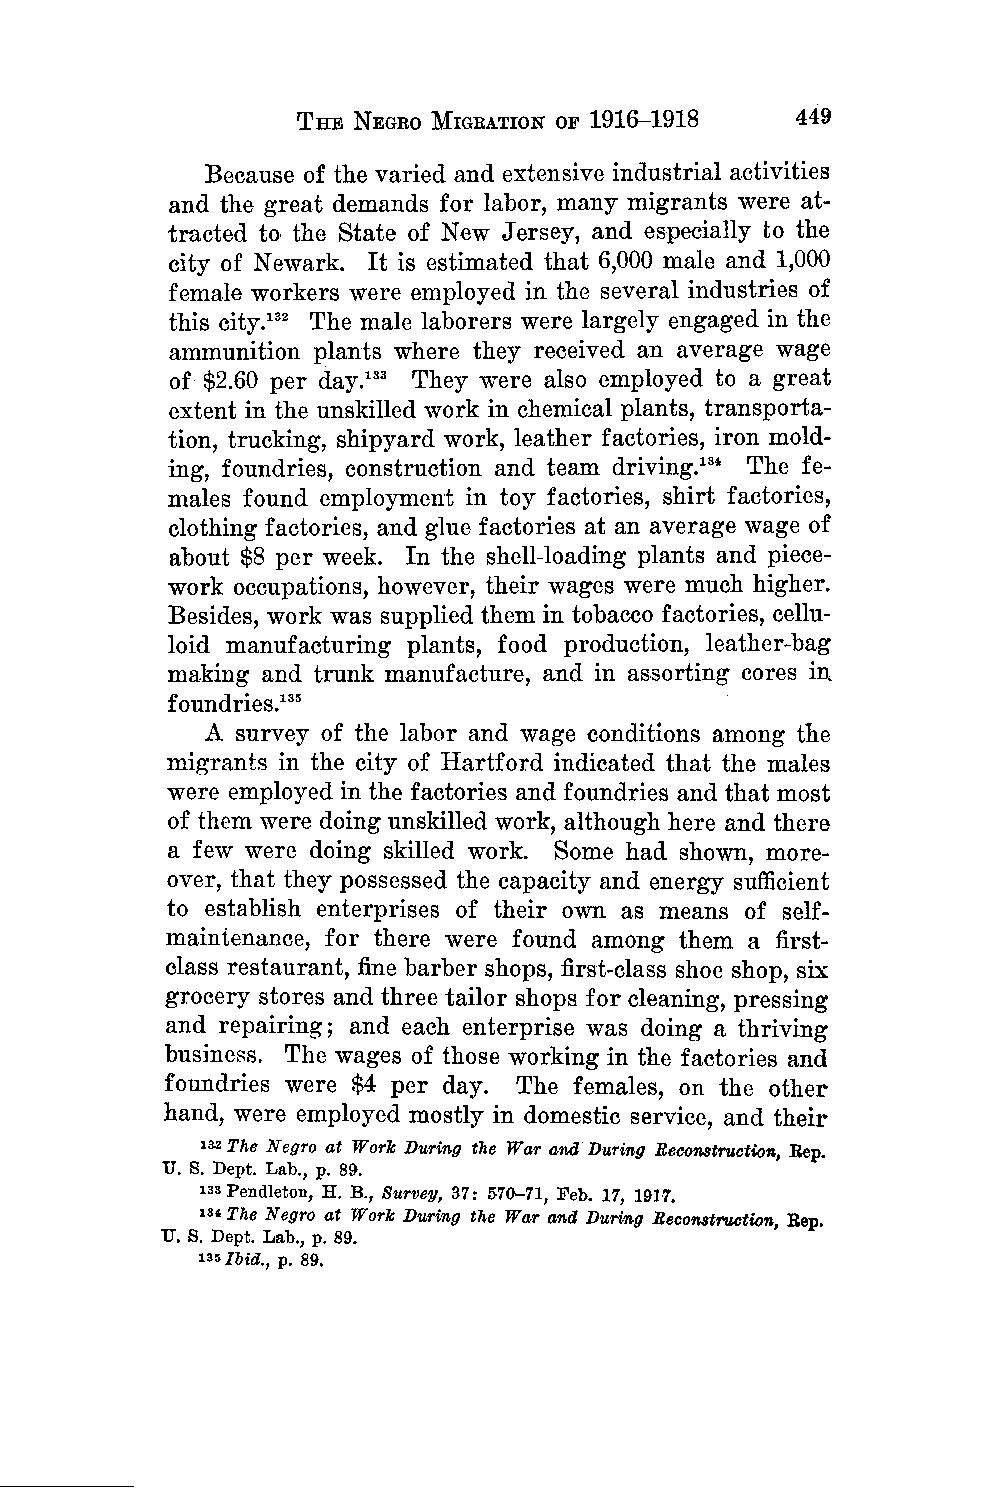 THE NEGRO MIGRATION OF 1916–1918 449
Because of the varied and extensive industrial activities
and the great demands for labor, many migrants were at-
tracted to the State of New Jersey, and especially to the
city of Newark. It is estimated that 6,000 male and 1,000
female workers were employed in the several industries of
this city.¹³² The male laborers were largely engaged in the
ammunition plants where they received an average wage
of $2.60 per day.¹³³ They were also employed to a great
extent in the unskilled work in chemical plants, transporta-
tion, trucking, shipyard work, leather factories, iron mold-
ing, foundries, construction and team driving.¹³⁴ The fe-
males found employment in toy factories, shirt factories,
clothing factories, and glue factories at an average wage of
about $8 per week. In the shell-loading plants and piece-
work occupations, however, their wages were much higher.
Besides, work was supplied them in tobacco factories, cellu-
loid manufacturing plants, food production, leather-bag
making and trunk manufacture, and in assorting cores in
foundries.¹³⁵
A survey of the labor and wage conditions among the
migrants in the city of Hartford indicated that the males
were employed in the factories and foundries and that most
of them were doing unskilled work, although here and there
a few were doing skilled work. Some had shown, more-
over, that they possessed the capacity and energy sufficient
to establish enterprises of their own as means of self-
maintenance, for there were found among them a first-
class restaurant, fine barber shops, first-class shoe shop, six
grocery stores and three tailor shops for cleaning, pressing
and repairing; and each enterprise was doing a thriving
business. The wages of those working in the factories and
foundries were $4 per day. The females, on the other
hand, were employed mostly in domestic service, and their
¹³² The Negro at Work During the War and During Reconstruction, Rep.
U. S. Dept. Lab., p. 89.
¹³³ Pendleton, H. B., Survey, 37: 570–71, Feb. 17, 1917.
¹³⁴ The Negro at Work During the War and During Reconstruction, Rep.
U. S. Dept. Lab., p. 89.
¹³⁵ Ibid., p. 89.